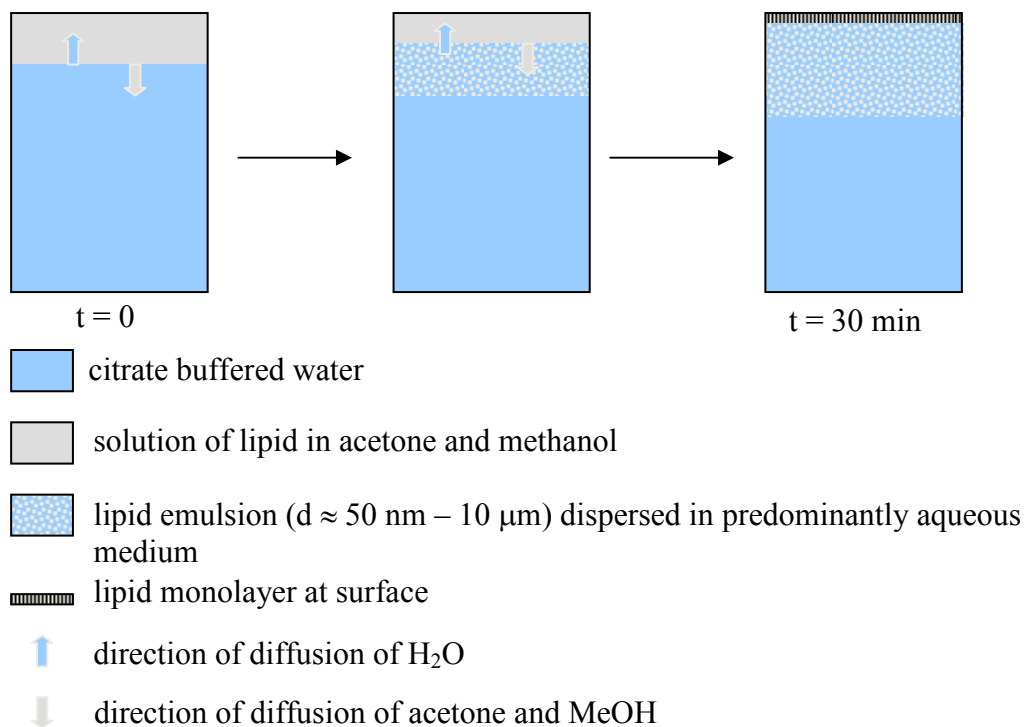 t = 0
t = 30 min
citrate buffered water
solution of lipid in acetone and methanol
lipid emulsion (d ≈ 50 nm – 10 μm) dispersed in predominantly aqueous
medium
lipid monolayer at surface
direction of diffusion of H₂O
direction of diffusion of acetone and MeOH